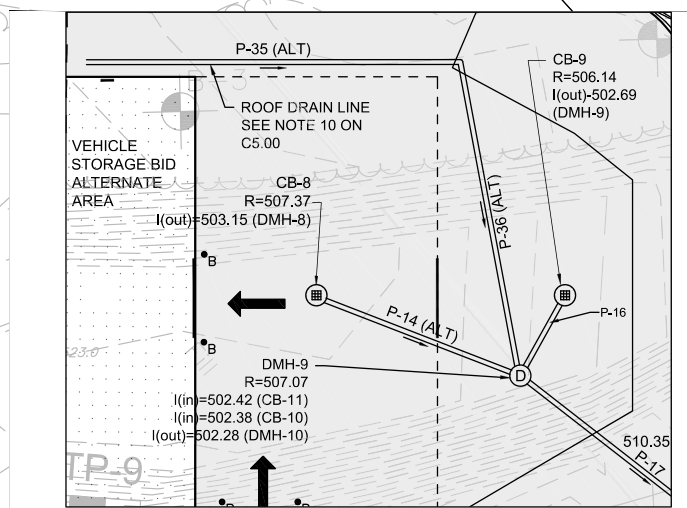 P-35 (ALT)
B-3
ROOF DRAIN LINE
SEE NOTE 10 ON
C5.00
CB-9
R=506.14
I(out)-502.69
(DMH-9)
VEHICLE
STORAGE BID
ALTERNATE
AREA
CB-8
R=507.37
I(out)=503.15 (DMH-8)
P-36 (ALT)
B
P-14 (ALT)
P-16
B
523.0
DMH-9
R=507.07
I(in)=502.42 (CB-11)
I(in)=502.38 (CB-10)
I(out)=502.28 (DMH-10)
D
510.35
P-17
TP-9